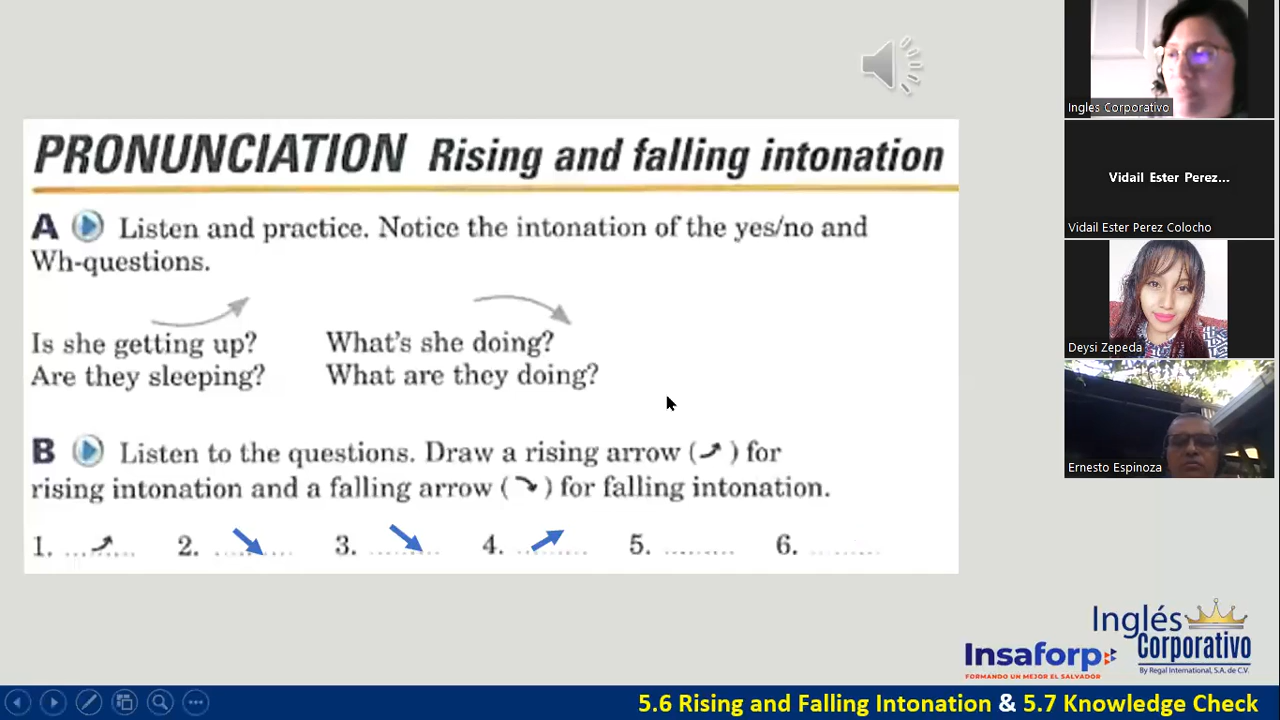 PRONUNCIATION Rising and falling intonation
A Listen and practice. Notice the intonation of the yes/no and
Wh-questions.
Is she getting up? What's she doing?
Are they sleeping? What are they doing?
B Listen to the questions. Draw a rising arrow ( ) for
rising intonation and a falling arrow ( ) for falling intonation.
1. 2. 3. 4. 5. 6.
Ingles Corporativo
Vidail Ester Perez...
Vidail Ester Perez Colocho
Deysi Zepeda
Ernesto Espinoza
Insaforp
FORMANDO UN MEJOR EL SALVADOR
Inglés
Corporativo
By Regal International, S.A. de C.V.
5.6 Rising and Falling Intonation & 5.7 Knowledge Check